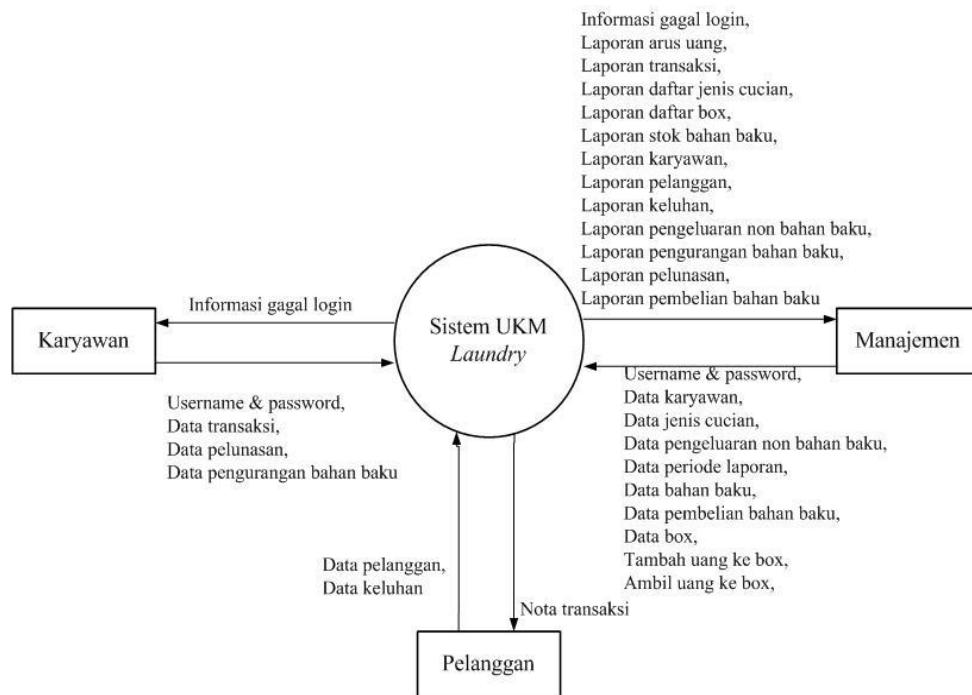 Informasi gagal login,
Laporan arus uang,
Laporan transaksi,
Laporan daftar jenis cucian,
Laporan daftar box,
Laporan stok bahan baku,
Laporan karyawan,
Laporan pelanggan,
Laporan keluhan,
Laporan pengeluaran non bahan baku,
Laporan pengurangan bahan baku,
Laporan pelunasan,
Laporan pembelian bahan baku
Informasi gagal login
Karyawan
Sistem UKM
Laundry
Manajemen
Username & password,
Data transaksi,
Data pelunasan,
Data pengurangan bahan baku
Username & password,
Data karyawan,
Data jenis cucian,
Data pengeluaran non bahan baku,
Data periode laporan,
Data bahan baku,
Data pembelian bahan baku,
Data box,
Tambah uang ke box,
Ambil uang ke box,
Data pelanggan,
Data keluhan
Nota transaksi
Pelanggan